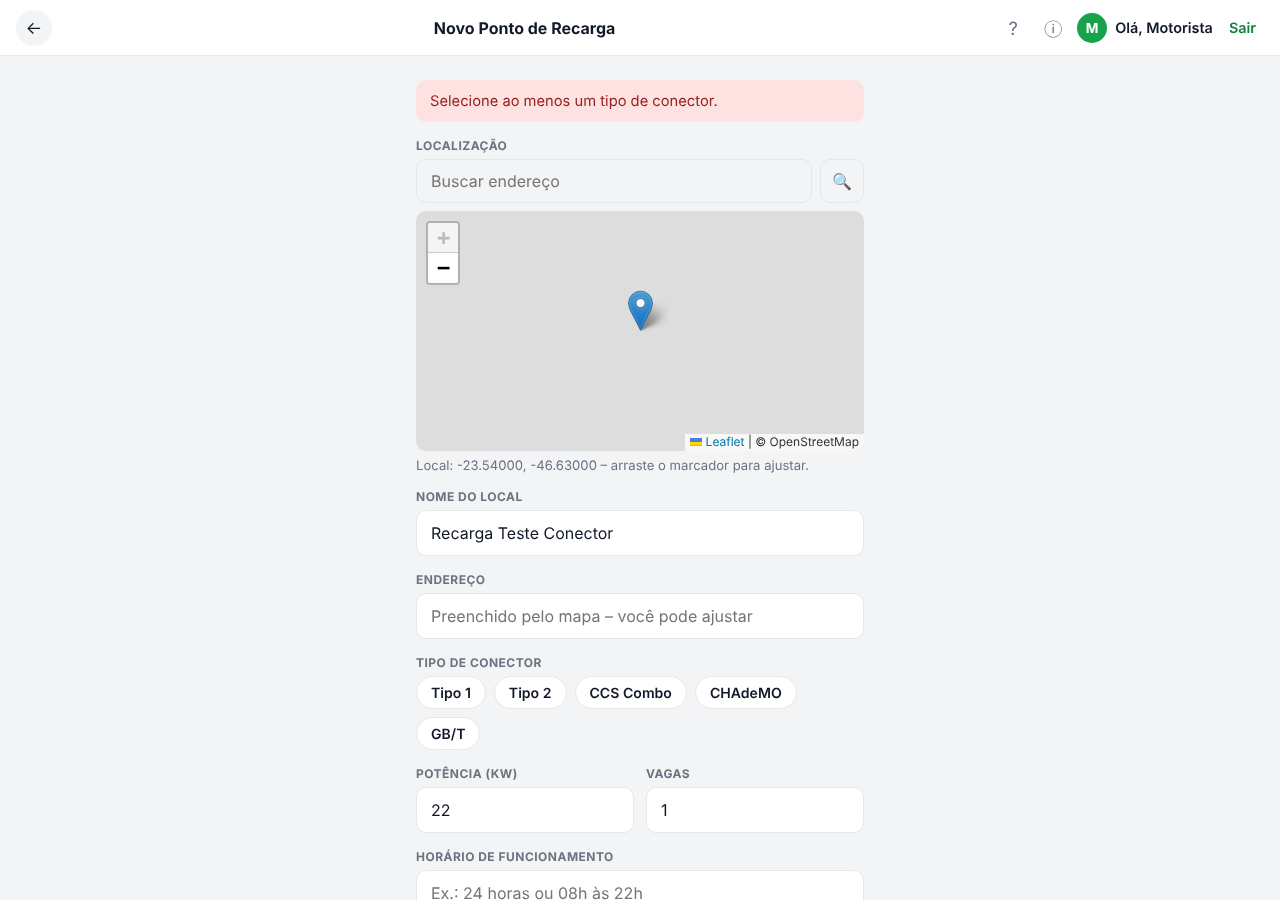 ←
Novo Ponto de Recarga
? ⓘ M Olá, Motorista Sair
Selecione ao menos um tipo de conector.
LOCALIZAÇÃO
Buscar endereço
+
−
Leaflet | © OpenStreetMap
Local: -23.54000, -46.63000 – arraste o marcador para ajustar.
NOME DO LOCAL
Recarga Teste Conector
ENDEREÇO
Preenchido pelo mapa – você pode ajustar
TIPO DE CONECTOR
Tipo 1 Tipo 2 CCS Combo CHAdeMO
GB/T
POTÊNCIA (KW) VAGAS
22 1
HORÁRIO DE FUNCIONAMENTO
Ex.: 24 horas ou 08h às 22h